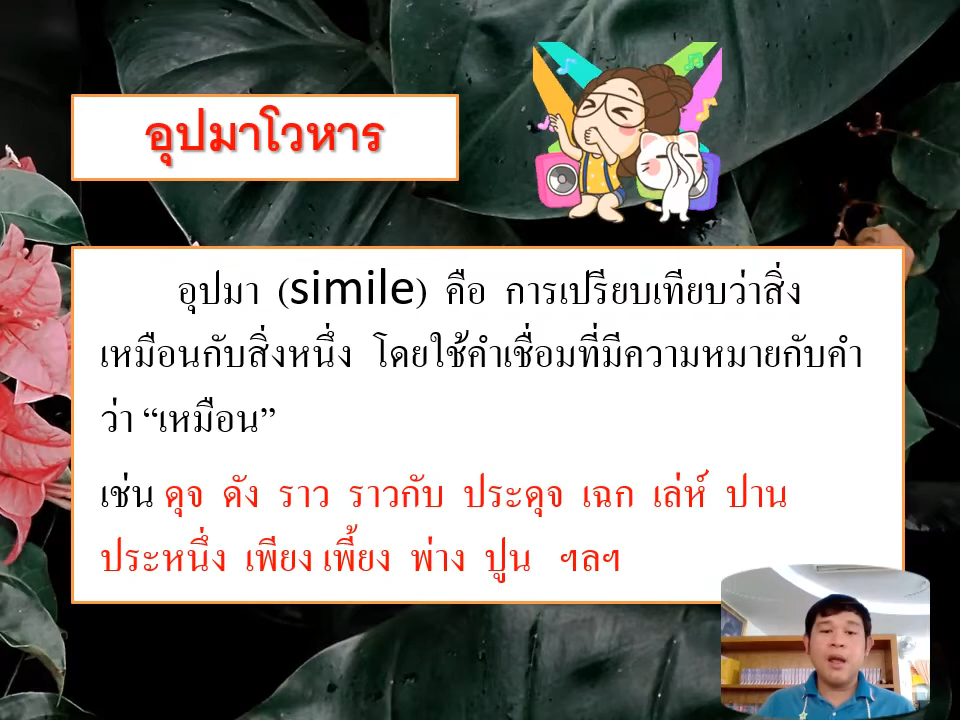 อุปมาโวหาร
อุปมา (simile) คือ การเปรียบเทียบว่าสิ่ง
เหมือนกับสิ่งหนึ่ง โดยใช้คำเชื่อมที่มีความหมายกับคำ
ว่า “เหมือน”
เช่น ดุจ ดัง ราว ราวกับ ประดุจ เฉก เล่ห์ ปาน
ประหนึ่ง เพียง เพี้ยง พ่าง ปูน ฯลฯ